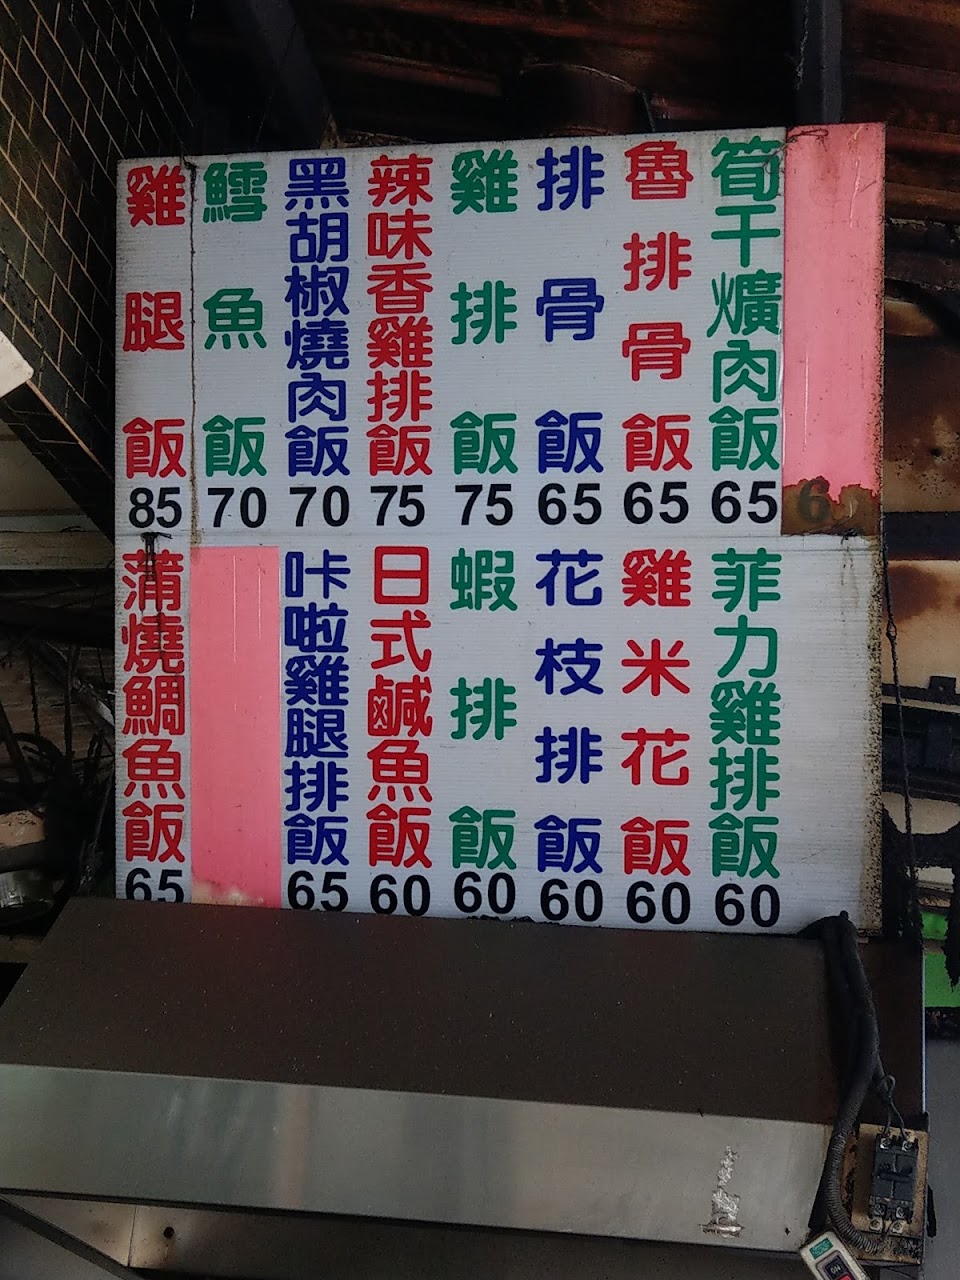 雞腿飯 85
鱈魚飯 70
黑胡椒燒肉飯 70
辣味香雞排飯 75
雞排飯 75
排骨飯 65
魯排骨飯 65
筍干爌肉飯 65
蒲燒鯛魚飯 65
咔啦雞腿排飯 65
日式鹹魚飯 60
蝦排飯 60
花枝排飯 60
雞米花飯 60
菲力雞排飯 60